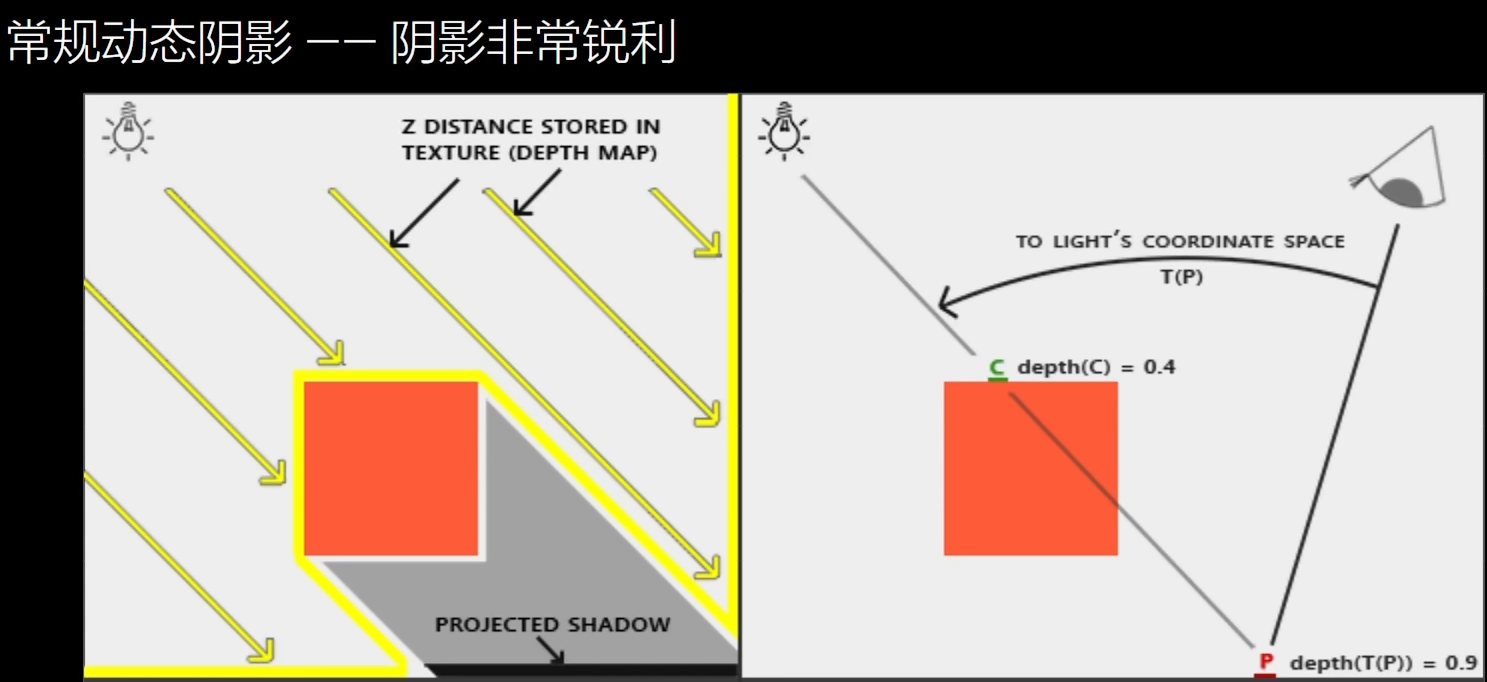 常规动态阴影 —— 阴影非常锐利
Z DISTANCE STORED IN
TEXTURE (DEPTH MAP)
PROJECTED SHADOW
TO LIGHT'S COORDINATE SPACE
T(P)
C depth(C) = 0.4
P depth(T(P)) = 0.9